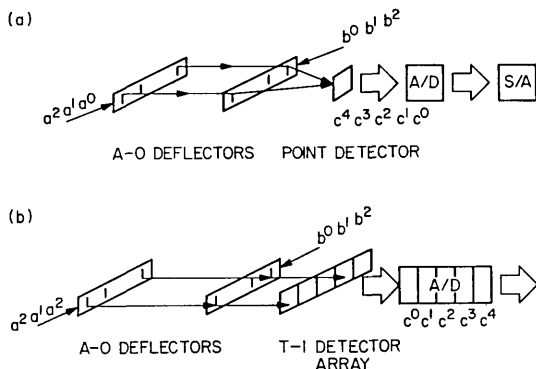 (a)
b⁰ b¹ b²
a² a¹ a⁰
A/D
S/A
c⁴ c³ c² c¹ c⁰
A-O DEFLECTORS POINT DETECTOR
(b)
b⁰ b¹ b²
a² a¹ a²
A/D
c⁰ c¹ c² c³ c⁴
A-O DEFLECTORS
T-I DETECTOR
ARRAY